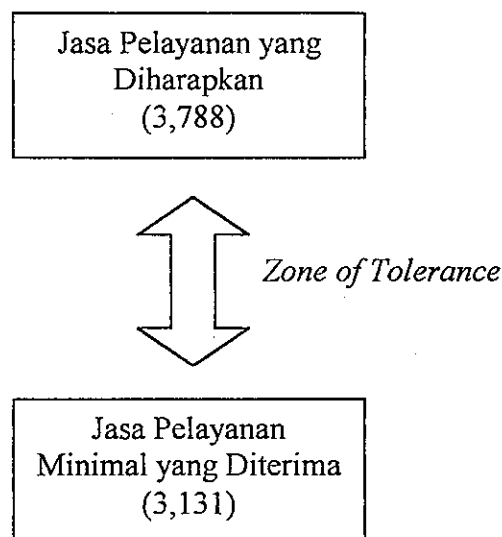 Jasa Pelayanan yang
Diharapkan
(3,788)
Zone of Tolerance
Jasa Pelayanan
Minimal yang Diterima
(3,131)